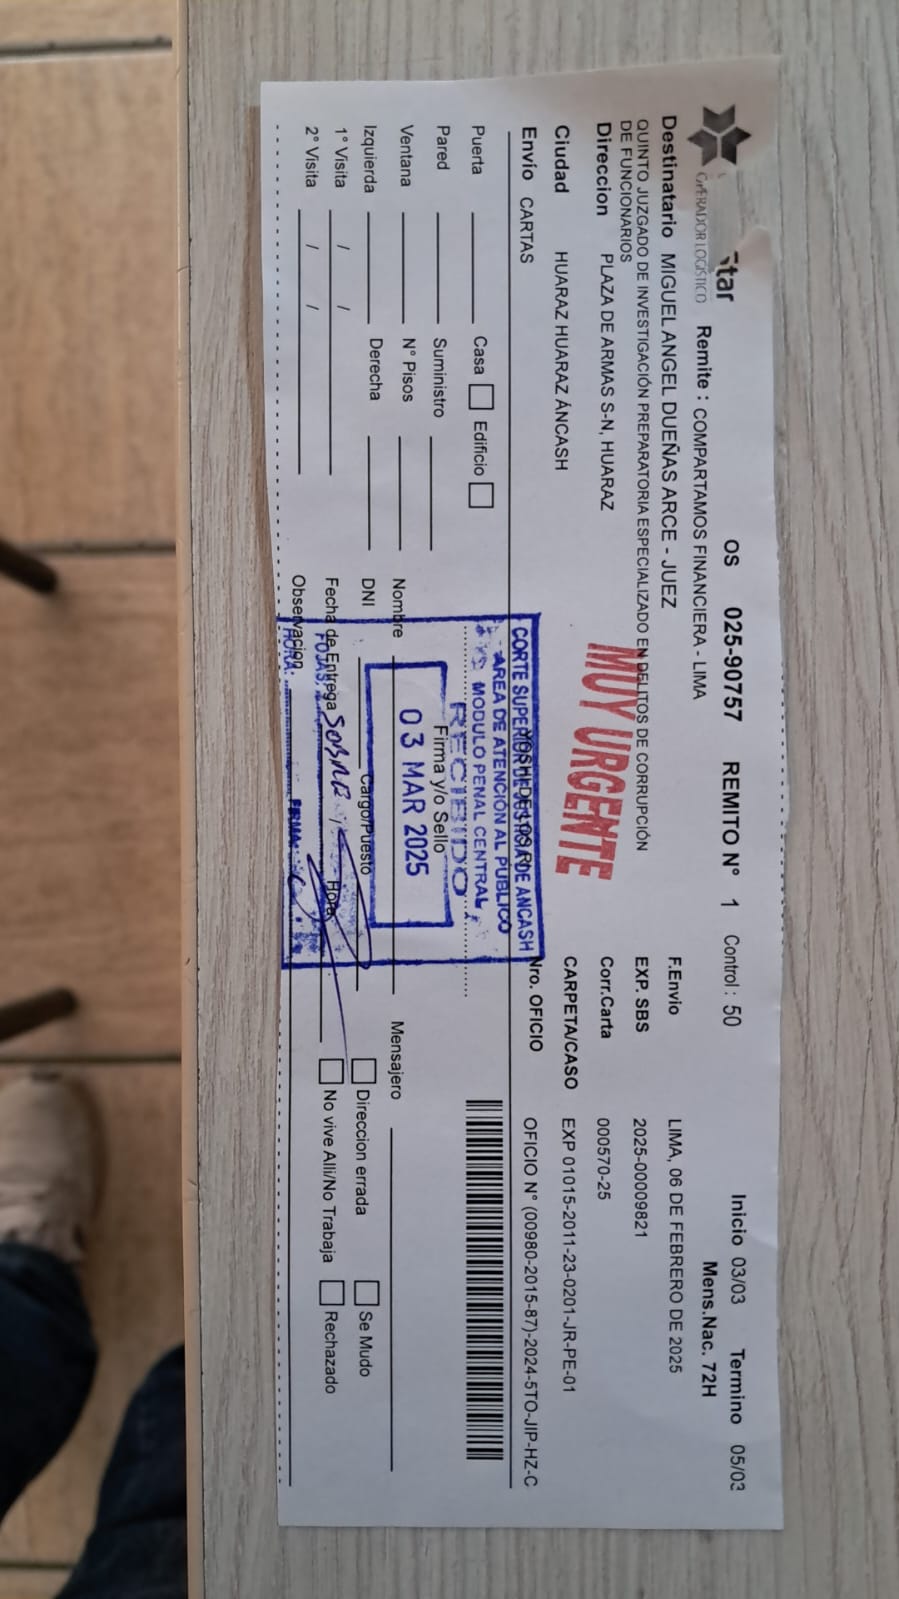 Star
OPERADOR LOGÍSTICO
OS 025-90757 REMITO N° 1 Control : 50 Inicio 03/03 Termino 05/03
Remite : COMPARTAMOS FINANCIERA - LIMA
Mens.Nac. 72H
Destinatario MIGUEL ANGEL DUEÑAS ARCE - JUEZ
QUINTO JUZGADO DE INVESTIGACIÓN PREPARATORIA ESPECIALIZADO EN DELITOS DE CORRUPCIÓN
DE FUNCIONARIOS
Direccion PLAZA DE ARMAS S-N, HUARAZ
Ciudad HUARAZ HUARAZ ÁNCASH
Envío CARTAS
MUY URGENTE
F.Envio LIMA, 06 DE FEBRERO DE 2025
EXP. SBS 2025-00009821
Corr.Carta 000570-25
CARPETA/CASO EXP 01015-2011-23-0201-JR-PE-01
Nro. OFICIO OFICIO N° (00980-2015-87)-2024-5TO-JIP-HZ-C
Puerta Casa Edificio
Pared Suministro
Ventana N° Pisos
Izquierda Derecha
1° Visita / /
2° Visita / /
CORTE SUPERIOR DE JUSTICIA DE ANCASH
AREA DE ATENCIÓN AL PUBLICO
MODULO PENAL CENTRAL
RECIBIDO
Firma y/o Sello
03 MAR 2025
Nombre
DNI Cargo/Puesto
Fecha de Entrega Hora
FOJAS:
Observacion
HORA: FIRMA:
Mensajero
Direccion errada Se Mudo
No vive Alli/No Trabaja Rechazado